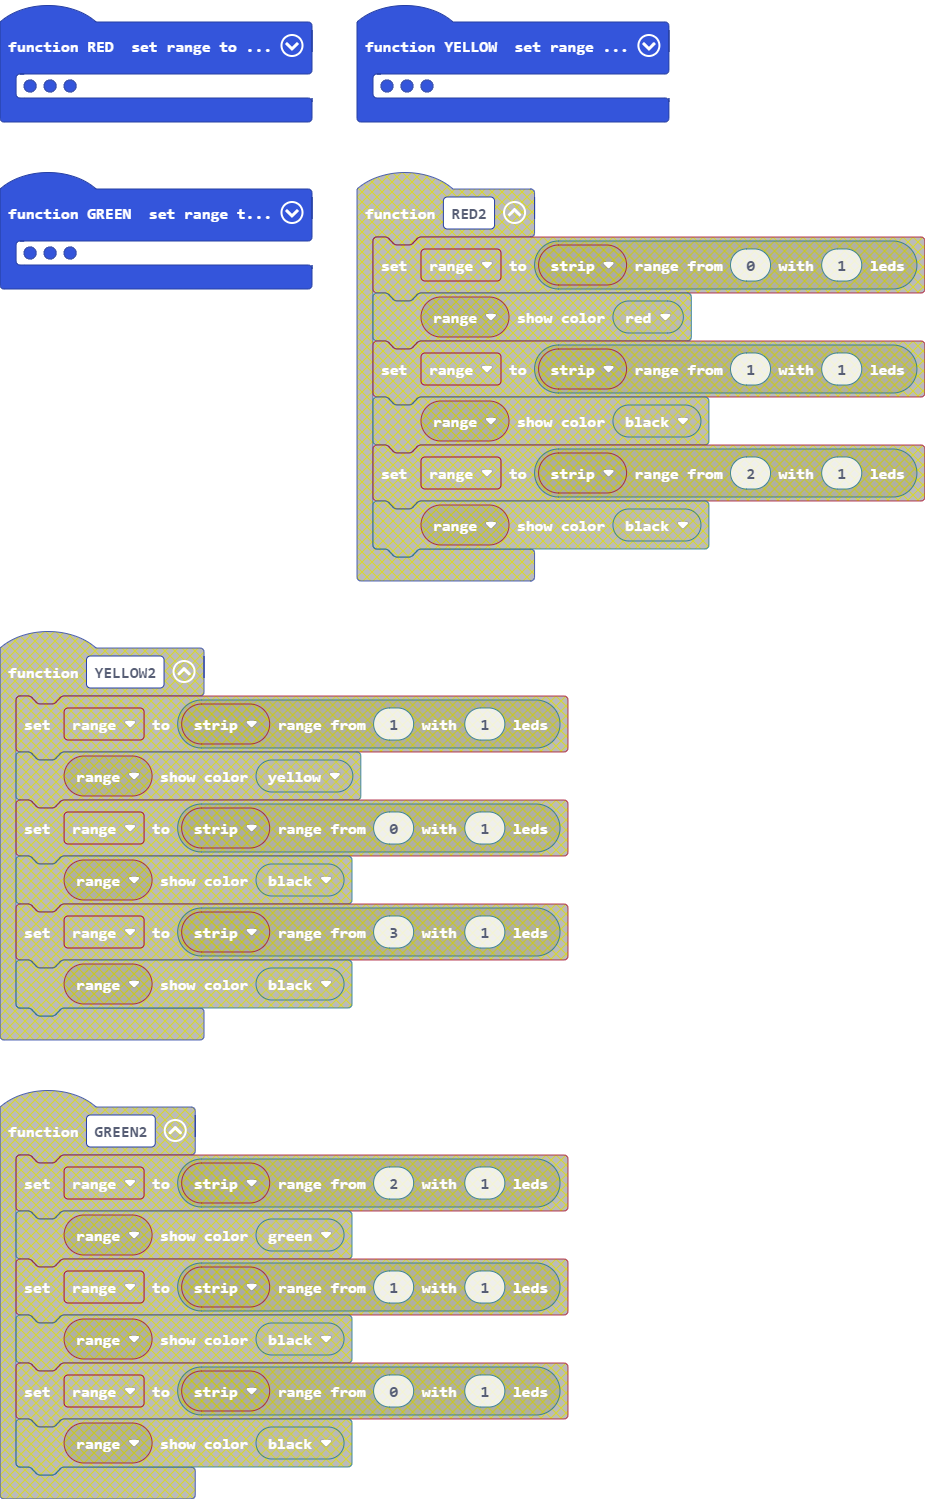 function RED set range to ...
function YELLOW set range ...
function GREEN set range t...
function RED2
set range to strip range from 0 with 1 leds
range show color red
set range to strip range from 1 with 1 leds
range show color black
set range to strip range from 2 with 1 leds
range show color black
function YELLOW2
set range to strip range from 1 with 1 leds
range show color yellow
set range to strip range from 0 with 1 leds
range show color black
set range to strip range from 3 with 1 leds
range show color black
function GREEN2
set range to strip range from 2 with 1 leds
range show color green
set range to strip range from 1 with 1 leds
range show color black
set range to strip range from 0 with 1 leds
range show color black